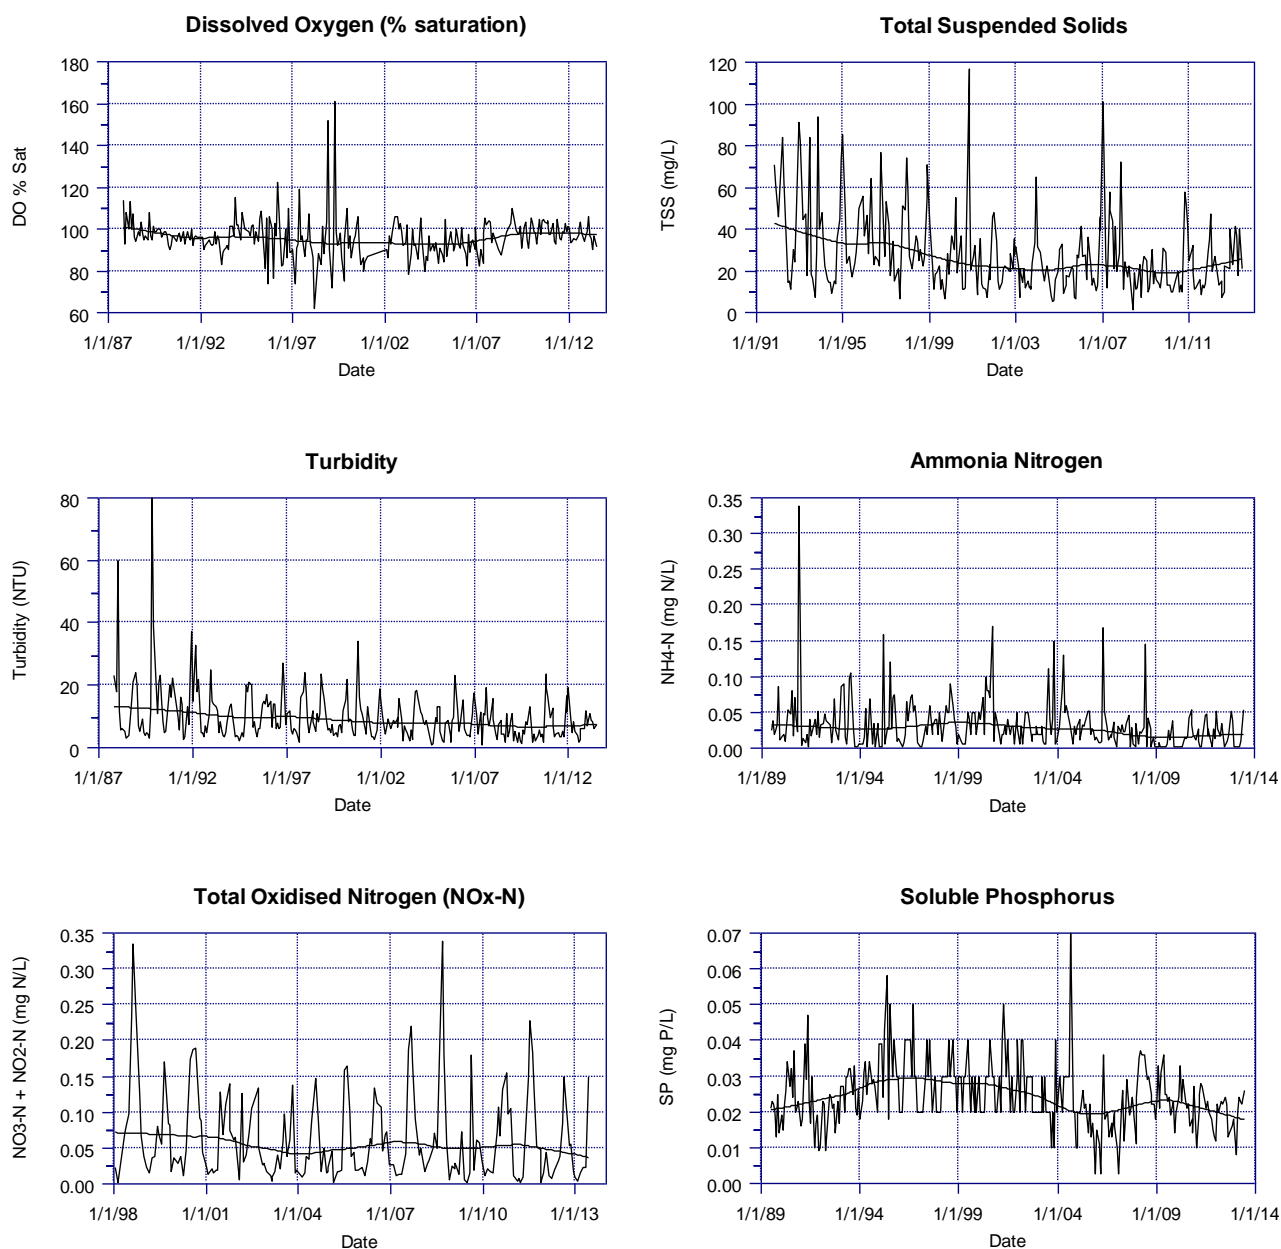 Dissolved Oxygen (% saturation)
180
160
140
120
100
80
60
DO % Sat
1/1/87 1/1/92 1/1/97 1/1/02 1/1/07 1/1/12
Date
Total Suspended Solids
120
100
80
60
40
20
0
TSS (mg/L)
1/1/91 1/1/95 1/1/99 1/1/03 1/1/07 1/1/11
Date
Turbidity
80
60
40
20
0
Turbidity (NTU)
1/1/87 1/1/92 1/1/97 1/1/02 1/1/07 1/1/12
Date
Ammonia Nitrogen
0.35
0.30
0.25
0.20
0.15
0.10
0.05
0.00
NH4-N (mg N/L)
1/1/89 1/1/94 1/1/99 1/1/04 1/1/09 1/1/14
Date
Total Oxidised Nitrogen (NOx-N)
0.35
0.30
0.25
0.20
0.15
0.10
0.05
0.00
NO3-N + NO2-N (mg N/L)
1/1/98 1/1/01 1/1/04 1/1/07 1/1/10 1/1/13
Date
Soluble Phosphorus
0.07
0.06
0.05
0.04
0.03
0.02
0.01
0.00
SP (mg P/L)
1/1/89 1/1/94 1/1/99 1/1/04 1/1/09 1/1/14
Date